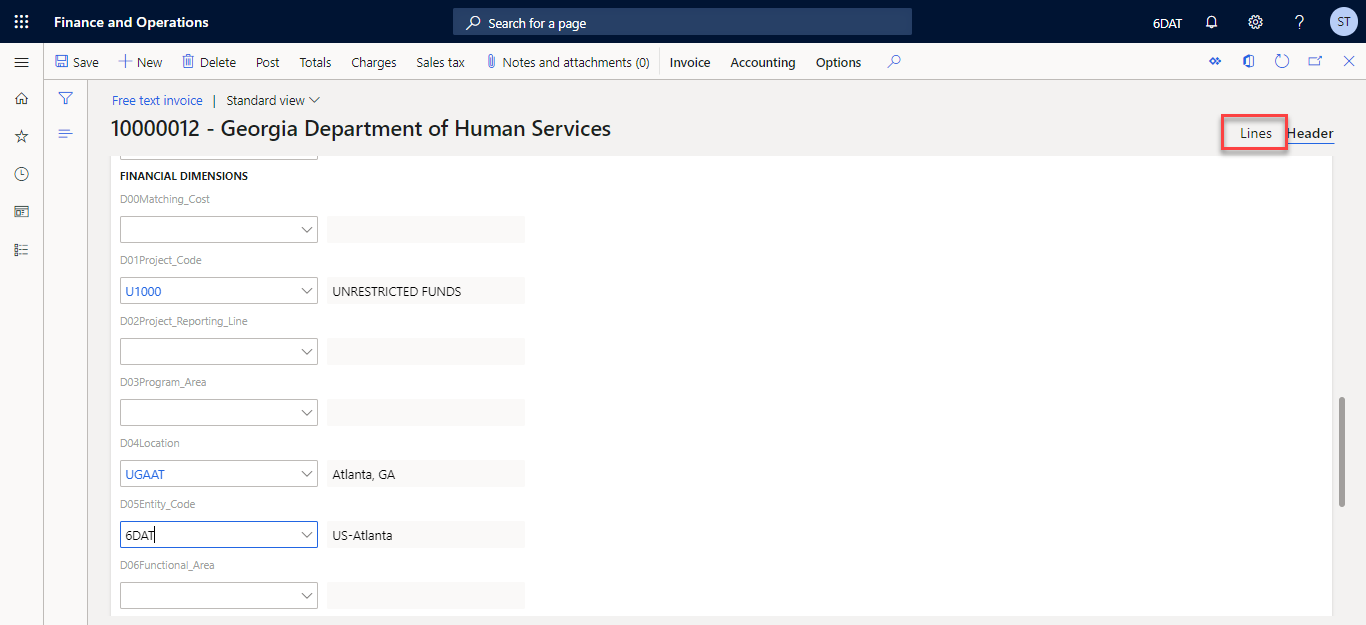 Finance and Operations
Search for a page
6DAT
?
ST
Save
New
Delete
Post
Totals
Charges
Sales tax
Notes and attachments (0)
Invoice
Accounting
Options
Free text invoice | Standard view
10000012 - Georgia Department of Human Services
Lines
Header
FINANCIAL DIMENSIONS
D00Matching_Cost
D01Project_Code
U1000
UNRESTRICTED FUNDS
D02Project_Reporting_Line
D03Program_Area
D04Location
UGAAT
Atlanta, GA
D05Entity_Code
6DAT
US-Atlanta
D06Functional_Area